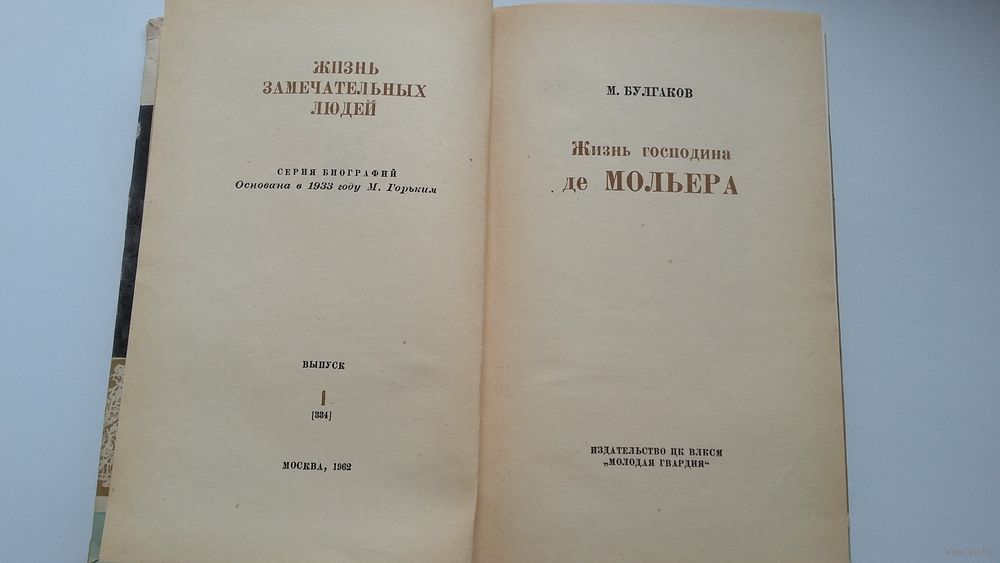 ЖИЗНЬ
ЗАМЕЧАТЕЛЬНЫХ
ЛЮДЕЙ
СЕРИЯ БИОГРАФИЙ
Основана в 1933 году М. Горьким
ВЫПУСК
1
[334]
МОСКВА, 1962
М. БУЛГАКОВ
Жизнь господина
де МОЛЬЕРА
ИЗДАТЕЛЬСТВО ЦК ВЛКСМ
„МОЛОДАЯ ГВАРДИЯ“